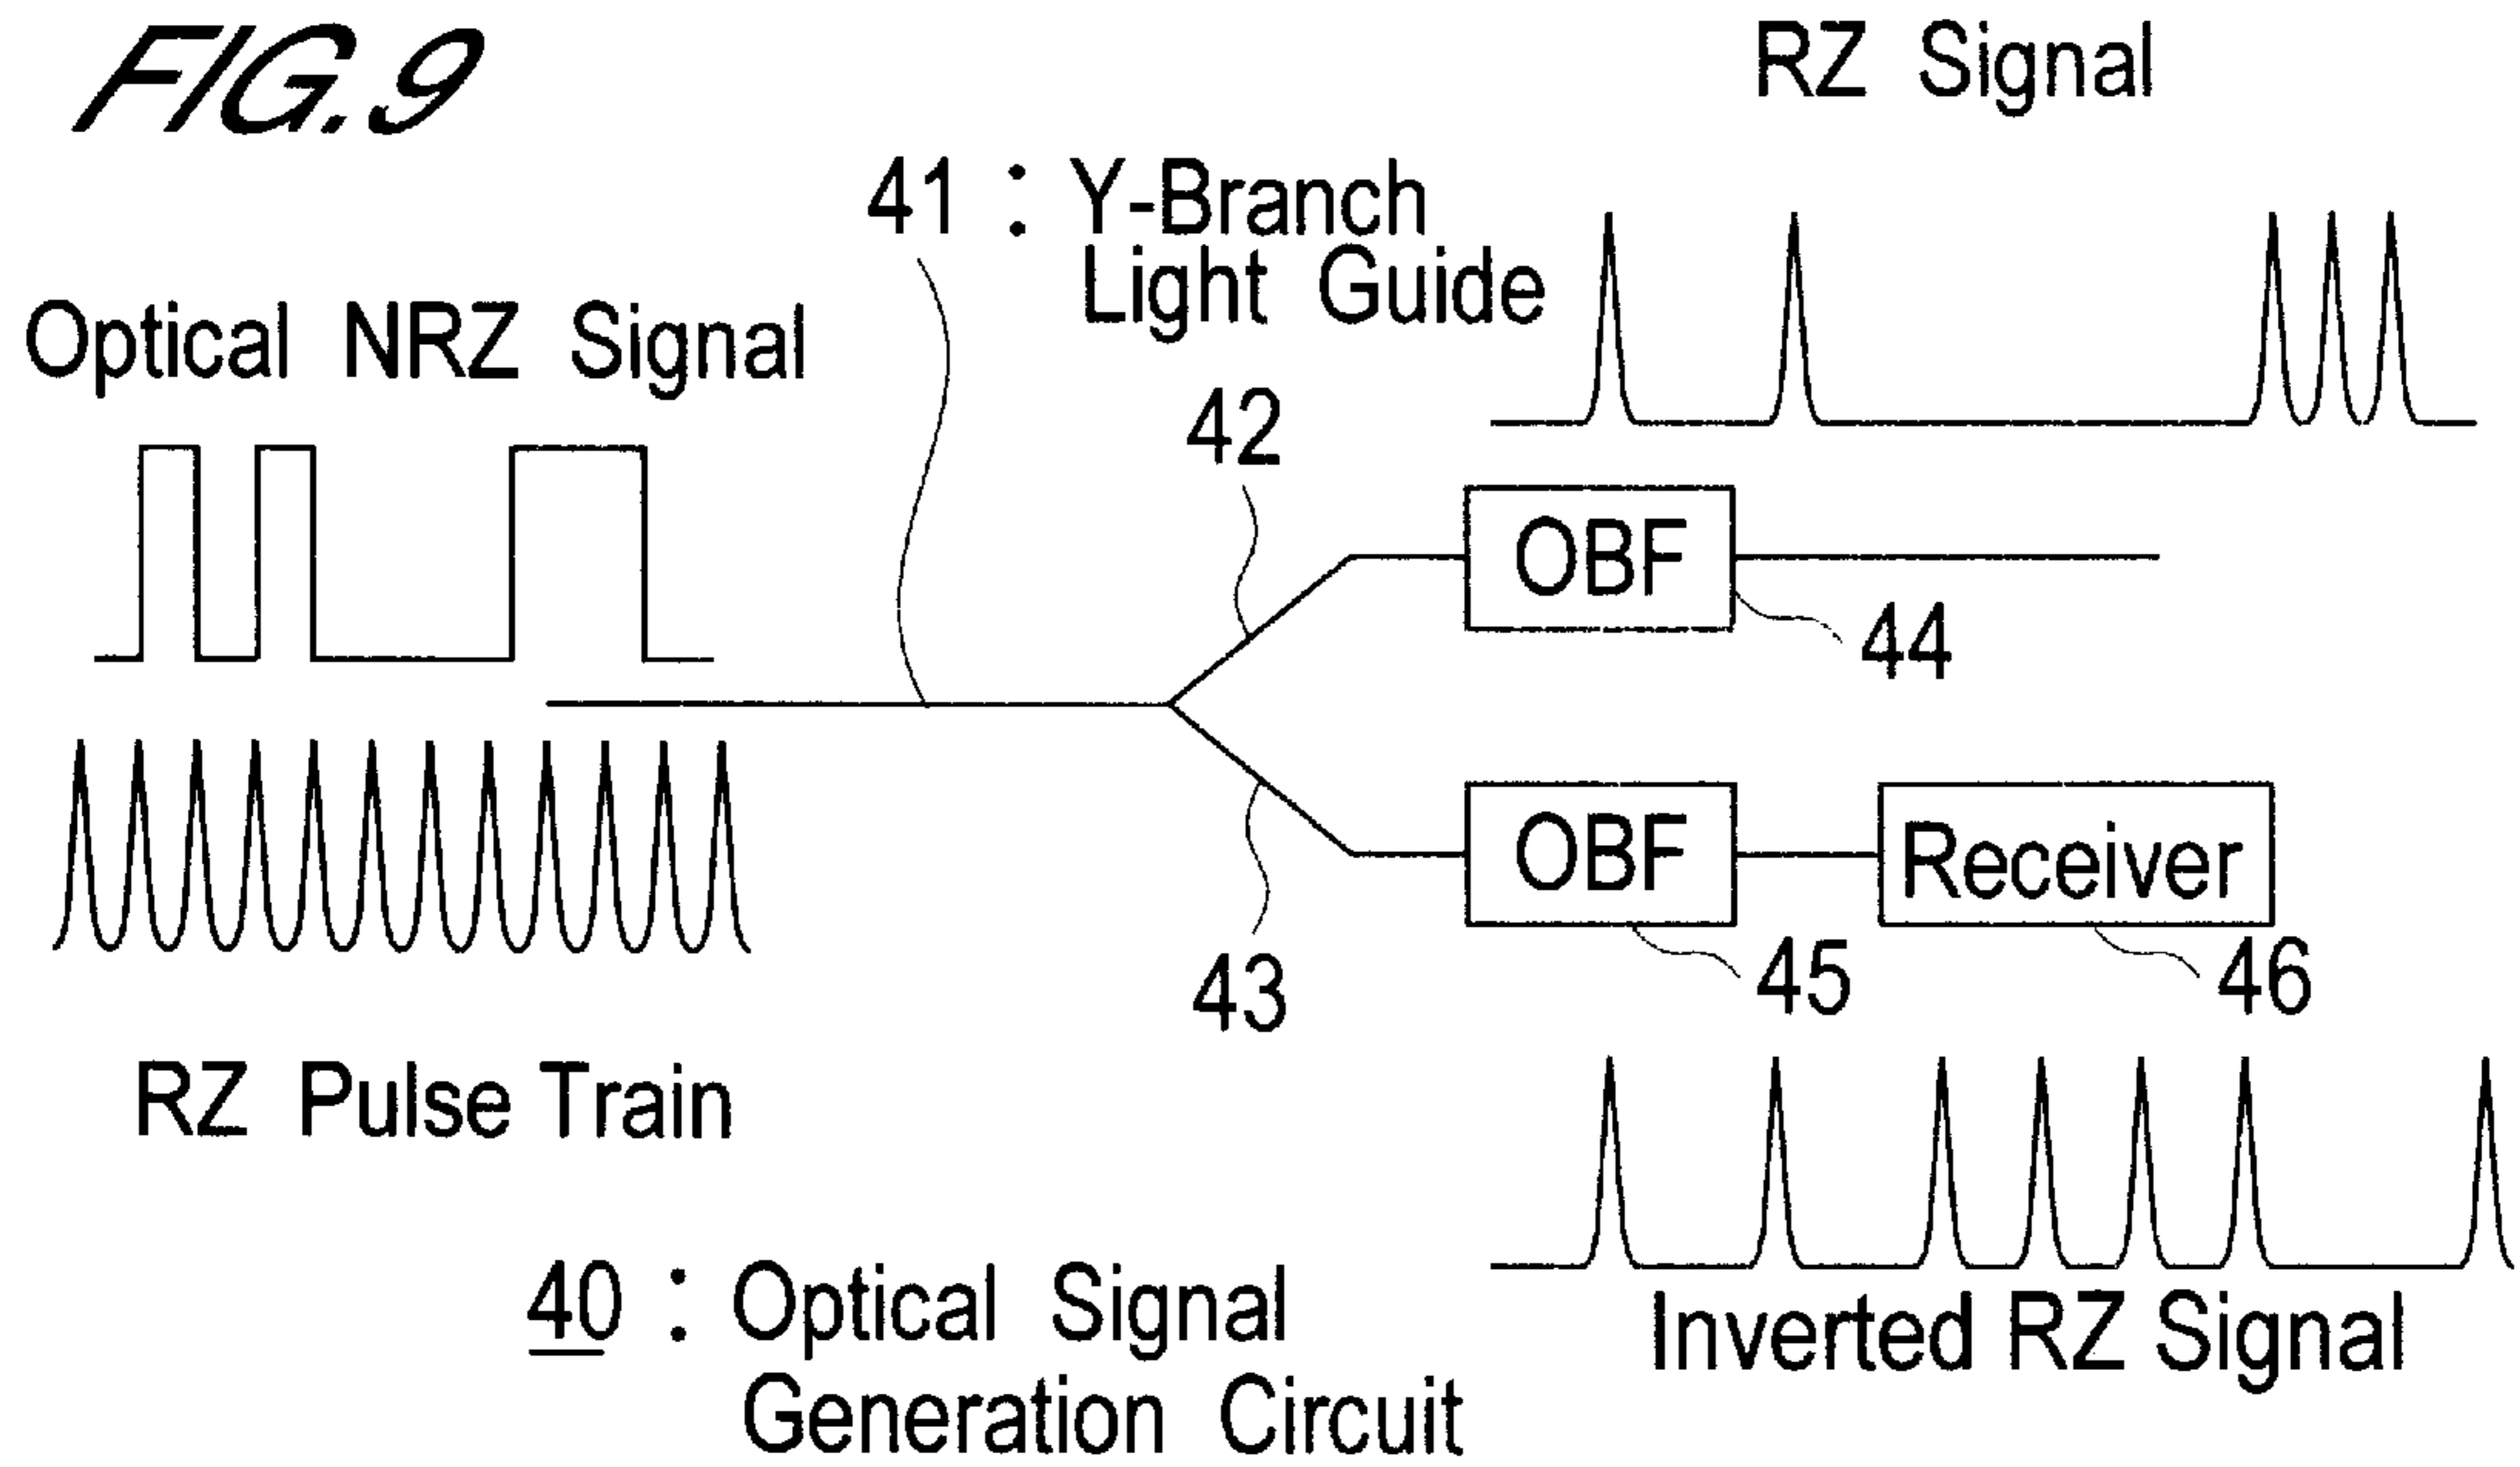 FIG.9
RZ Signal
41 : Y-Branch
Light Guide
Optical NRZ Signal
42
OBF
44
OBF
Receiver
43
45
46
RZ Pulse Train
40 : Optical Signal
Generation Circuit
Inverted RZ Signal